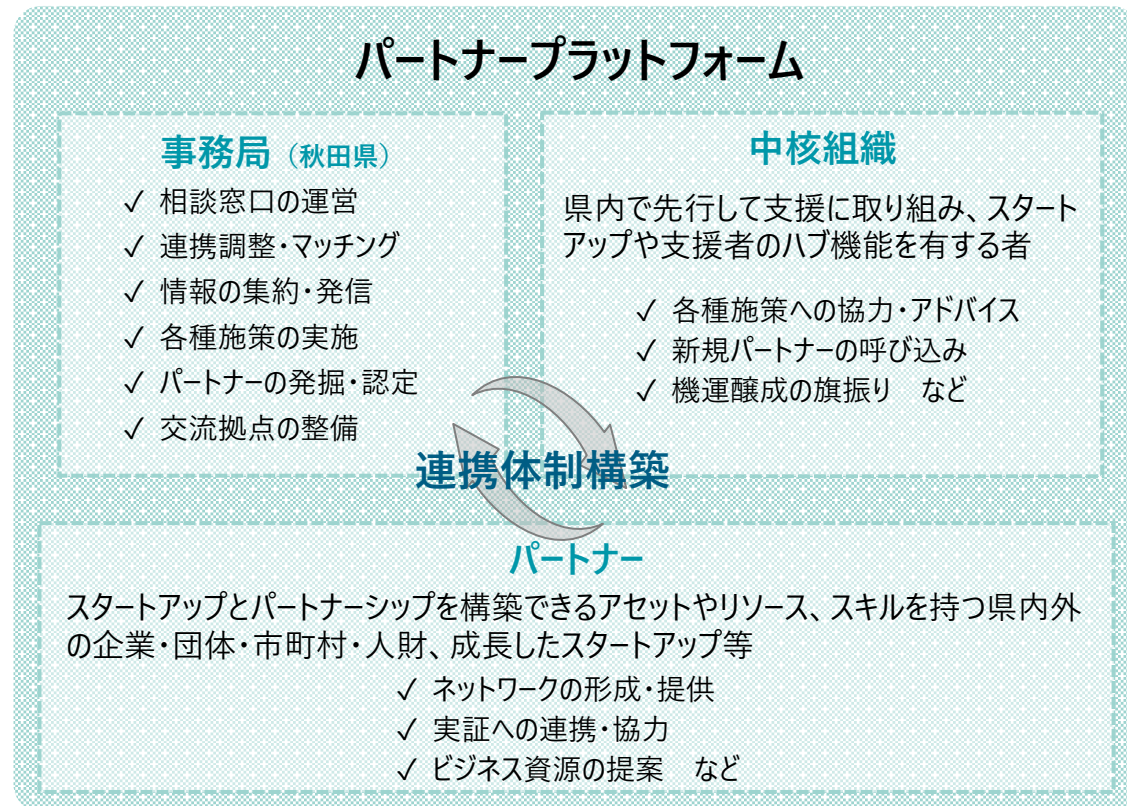 パートナープラットフォーム
事務局（秋田県）
✓ 相談窓口の運営
✓ 連携調整・マッチング
✓ 情報の集約・発信
✓ 各種施策の実施
✓ パートナーの発掘・認定
✓ 交流拠点の整備
中核組織
県内で先行して支援に取り組み、スタート
アップや支援者のハブ機能を有する者
✓ 各種施策への協力・アドバイス
✓ 新規パートナーの呼び込み
✓ 機運醸成の旗振り　など
連携体制構築
パートナー
スタートアップとパートナーシップを構築できるアセットやリソース、スキルを持つ県内外
の企業・団体・市町村・人財、成長したスタートアップ等
✓ ネットワークの形成・提供
✓ 実証への連携・協力
✓ ビジネス資源の提案　など